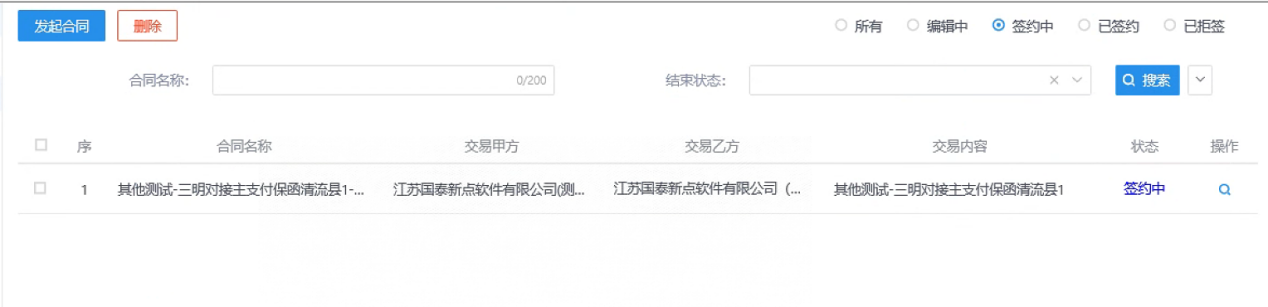 发起合同 删除 所有 编辑中 签约中 已签约 已拒签
合同名称: 0/200 结束状态: 搜索
序 合同名称 交易甲方 交易乙方 交易内容 状态 操作
1 其他测试-三明对接主支付保函清流县1-... 江苏国泰新点软件有限公司(测... 江苏国泰新点软件有限公司（... 其他测试-三明对接主支付保函清流县1 签约中